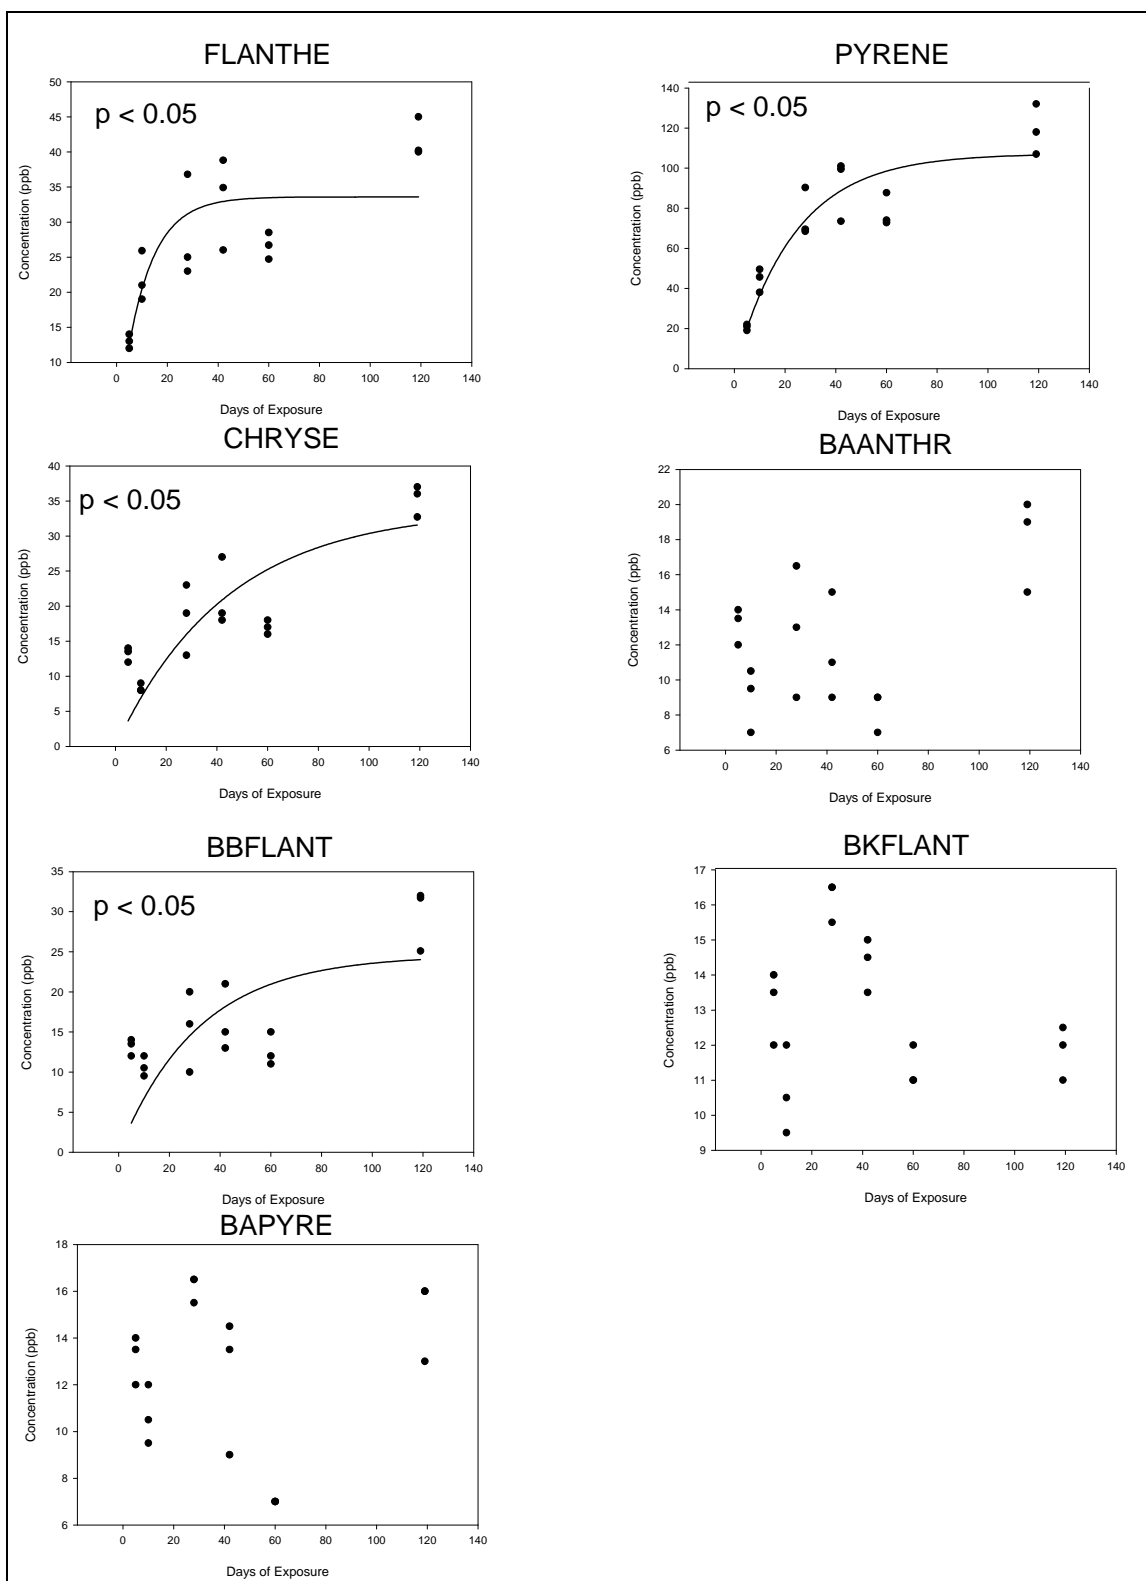 FLANTHE
p < 0.05
50
45
40
35
30
25
20
15
10
Concentration (ppb)
0 20 40 60 80 100 120 140
Days of Exposure
PYRENE
p < 0.05
140
120
100
80
60
40
20
0
Concentration (ppb)
0 20 40 60 80 100 120 140
Days of Exposure
CHRYSE
p < 0.05
40
35
30
25
20
15
10
5
0
Concentration (ppb)
0 20 40 60 80 100 120 140
Days of Exposure
BAANTHR
22
20
18
16
14
12
10
8
6
Concentration (ppb)
0 20 40 60 80 100 120 140
Days of Exposure
BBFLANT
p < 0.05
35
30
25
20
15
10
5
0
Concentration (ppb)
0 20 40 60 80 100 120 140
Days of Exposure
BKFLANT
17
16
15
14
13
12
11
10
9
Concentration (ppb)
0 20 40 60 80 100 120 140
Days of Exposure
BAPYRE
18
16
14
12
10
8
6
Concentration (ppb)
0 20 40 60 80 100 120 140
Days of Exposure